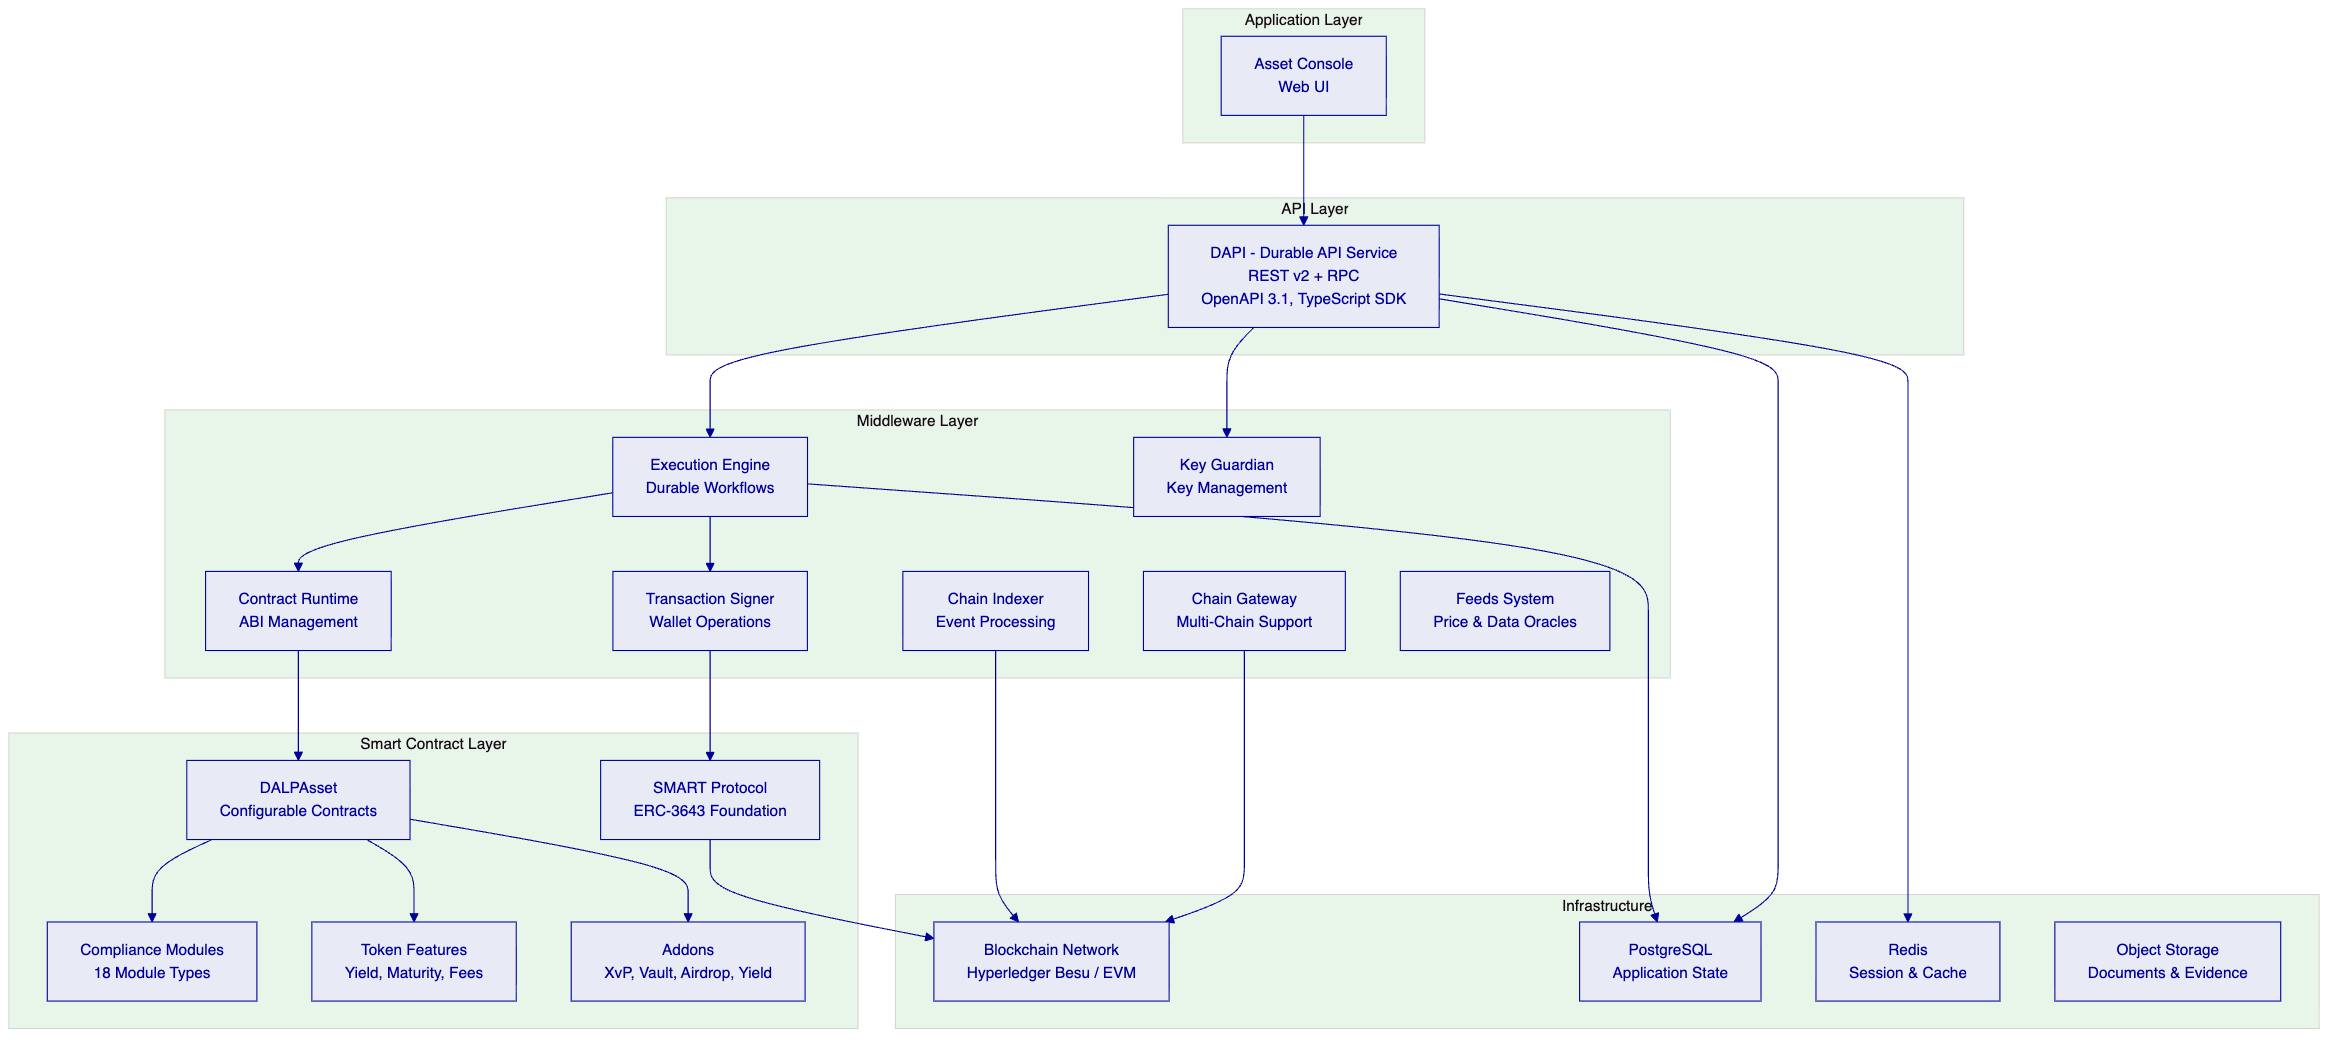 Application Layer
Asset Console
Web UI
API Layer
DAPI - Durable API Service
REST v2 + RPC
OpenAPI 3.1, TypeScript SDK
Middleware Layer
Execution Engine
Durable Workflows
Key Guardian
Key Management
Contract Runtime
ABI Management
Transaction Signer
Wallet Operations
Chain Indexer
Event Processing
Chain Gateway
Multi-Chain Support
Feeds System
Price & Data Oracles
Smart Contract Layer
DALPAsset
Configurable Contracts
SMART Protocol
ERC-3643 Foundation
Compliance Modules
18 Module Types
Token Features
Yield, Maturity, Fees
Addons
XvP, Vault, Airdrop, Yield
Infrastructure
Blockchain Network
Hyperledger Besu / EVM
PostgreSQL
Application State
Redis
Session & Cache
Object Storage
Documents & Evidence